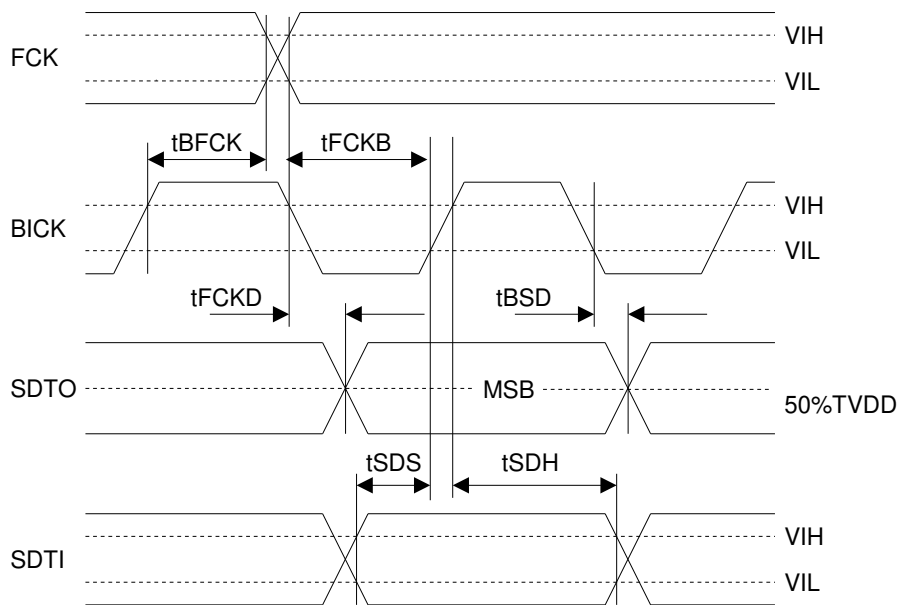 VIH
FCK
VIL
tBFCK
tFCKB
VIH
BICK
VIL
tFCKD
tBSD
SDTO
MSB
50%TVDD
tSDS
tSDH
VIH
SDTI
VIL